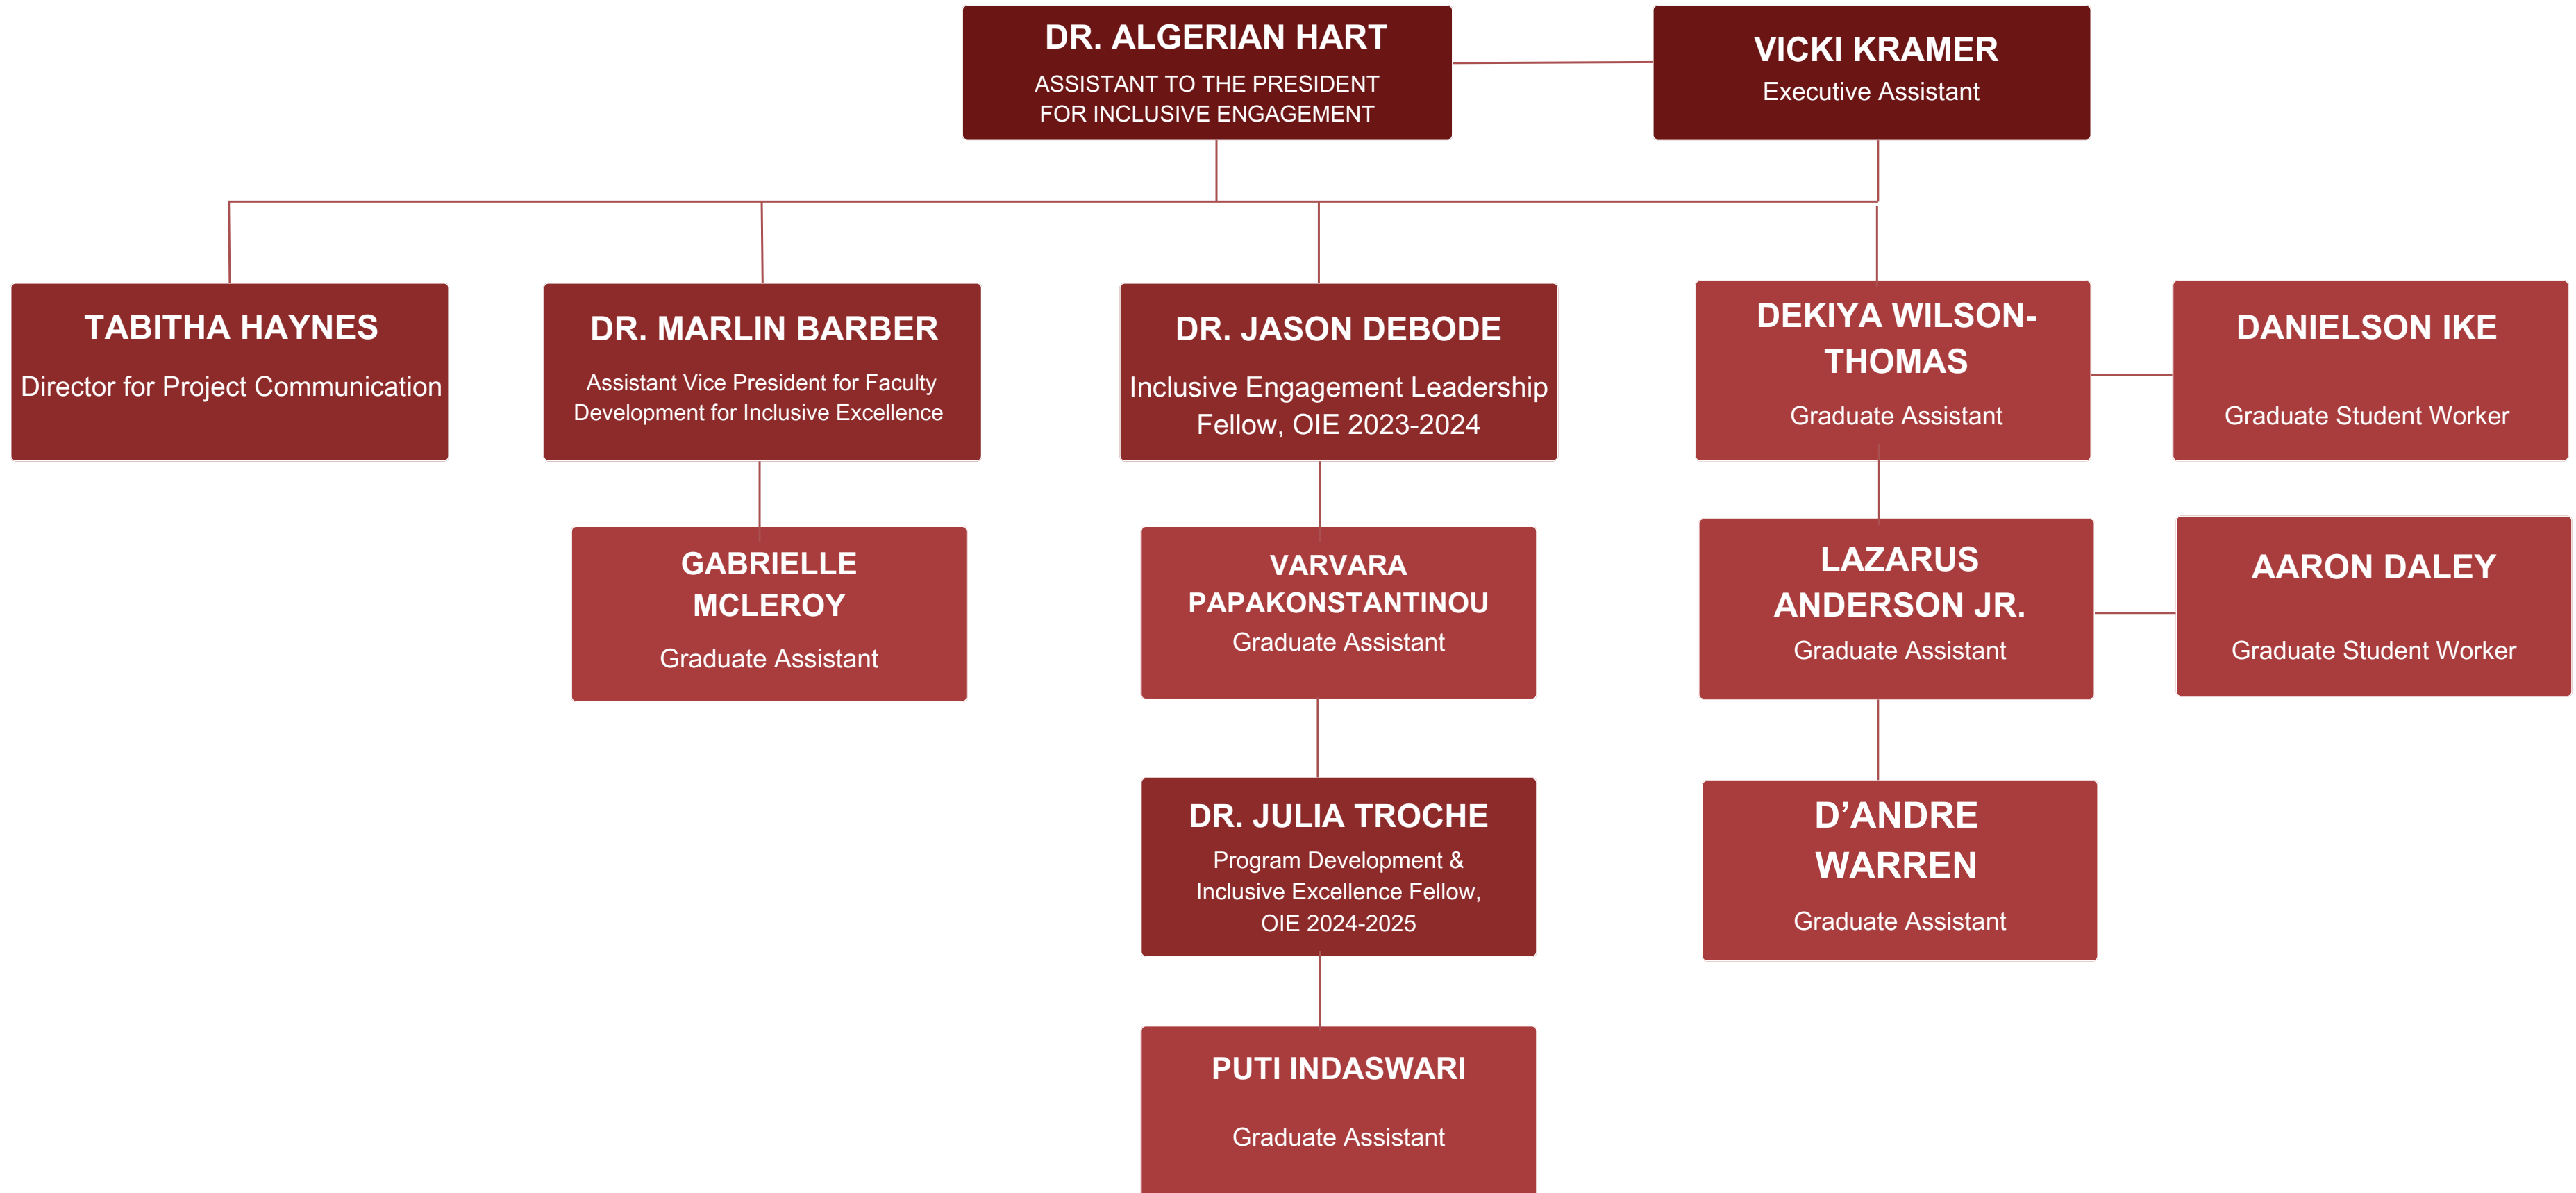 DR. ALGERIAN HART
ASSISTANT TO THE PRESIDENT
FOR INCLUSIVE ENGAGEMENT
VICKI KRAMER
Executive Assistant
TABITHA HAYNES
Director for Project Communication
DR. MARLIN BARBER
Assistant Vice President for Faculty
Development for Inclusive Excellence
DR. JASON DEBODE
Inclusive Engagement Leadership
Fellow, OIE 2023-2024
DEKIYA WILSON-
THOMAS
Graduate Assistant
DANIELSON IKE
Graduate Student Worker
GABRIELLE
MCLEROY
Graduate Assistant
VARVARA
PAPAKONSTANTINOU
Graduate Assistant
LAZARUS
ANDERSON JR.
Graduate Assistant
AARON DALEY
Graduate Student Worker
DR. JULIA TROCHE
Program Development &
Inclusive Excellence Fellow,
OIE 2024-2025
D’ANDRE
WARREN
Graduate Assistant
PUTI INDASWARI
Graduate Assistant